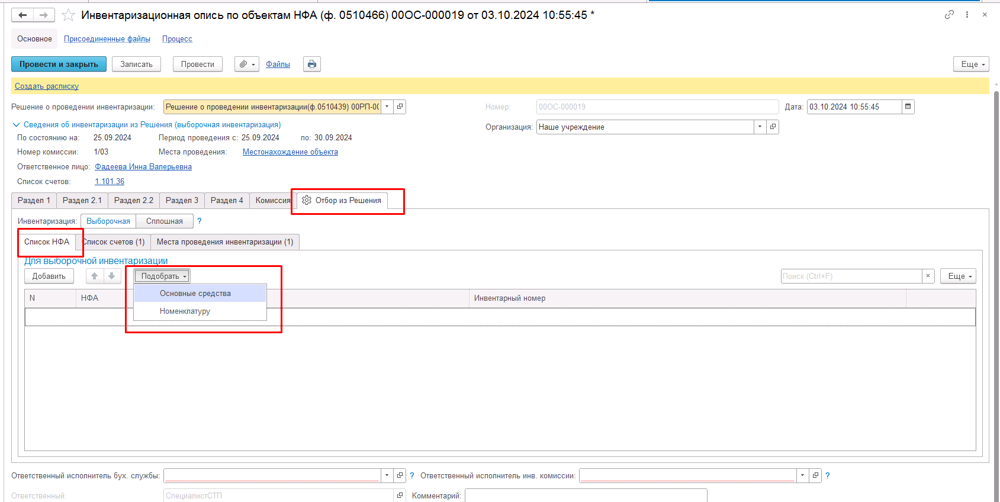 Инвентаризационная опись по объектам НФА (ф. 0510466) 00ОС-000019 от 03.10.2024 10:55:45 *
Основное Присоединенные файлы Процесс
Провести и закрыть Записать Провести Файлы Еще
Создать расписку
Решение о проведении инвентаризации: Решение о проведении инвентаризации(ф.0510439) 00РП-00 Номер: 00ОС-000019 Дата: 03.10.2024 10:55:45
Сведения об инвентаризации из Решения (выборочная инвентаризация) Организация: Наше учреждение
По состоянию на: 25.09.2024 Период проведения с: 25.09.2024 по: 30.09.2024
Номер комиссии: 1/03 Места проведения: Местонахождение объекта
Ответственное лицо: Фадеева Инна Валерьевна
Список счетов: 1.101.36
Раздел 1 Раздел 2.1 Раздел 2.2 Раздел 3 Раздел 4 Комиссия Отбор из Решения
Инвентаризация: Выборочная Сплошная ?
Список НФА Список счетов (1) Места проведения инвентаризации (1)
Для выборочной инвентаризации
Добавить Подобрать Поиск (Ctrl+F) × Еще
N НФА Инвентарный номер
Основные средства
Номенклатуру
Ответственный исполнитель бух. службы: ? Ответственный исполнитель инв. комиссии: ?
Ответственный: СпециалистСТП Комментарий: